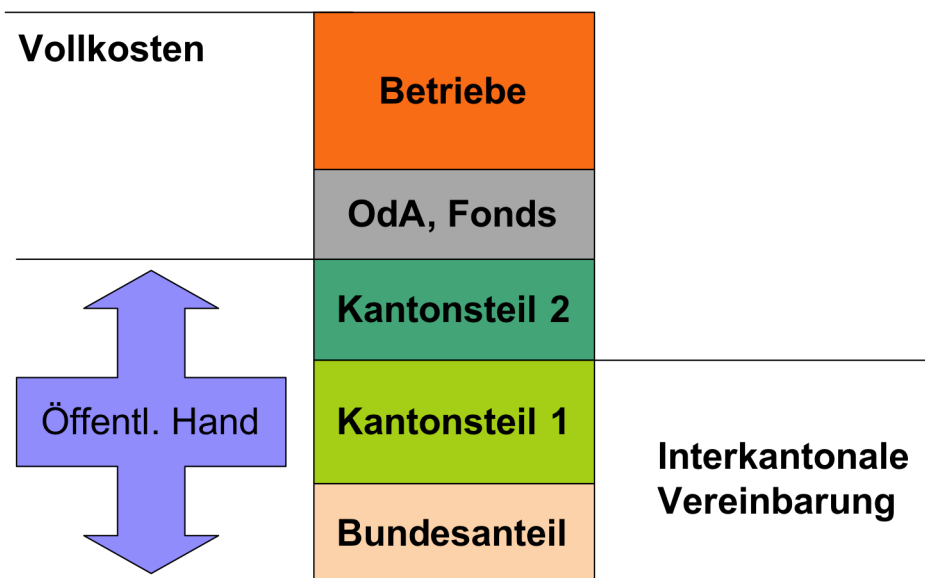 Vollkosten
Betriebe
OdA, Fonds
Kantonsteil 2
Öffentl. Hand
Kantonsteil 1
Interkantonale
Vereinbarung
Bundesanteil